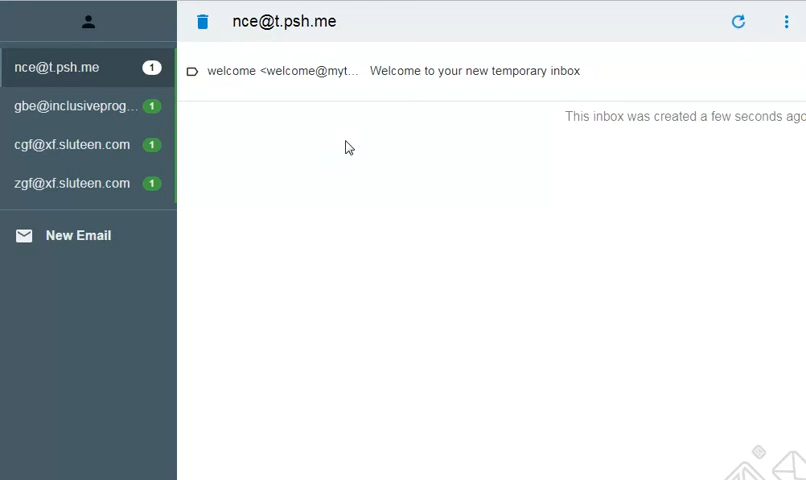 nce@t.psh.me
nce@t.psh.me 1
welcome <welcome@myt... Welcome to your new temporary inbox
gbe@inclusiveprog... 1
This inbox was created a few seconds ago
cgf@xf.sluteen.com 1
zgf@xf.sluteen.com 1
New Email